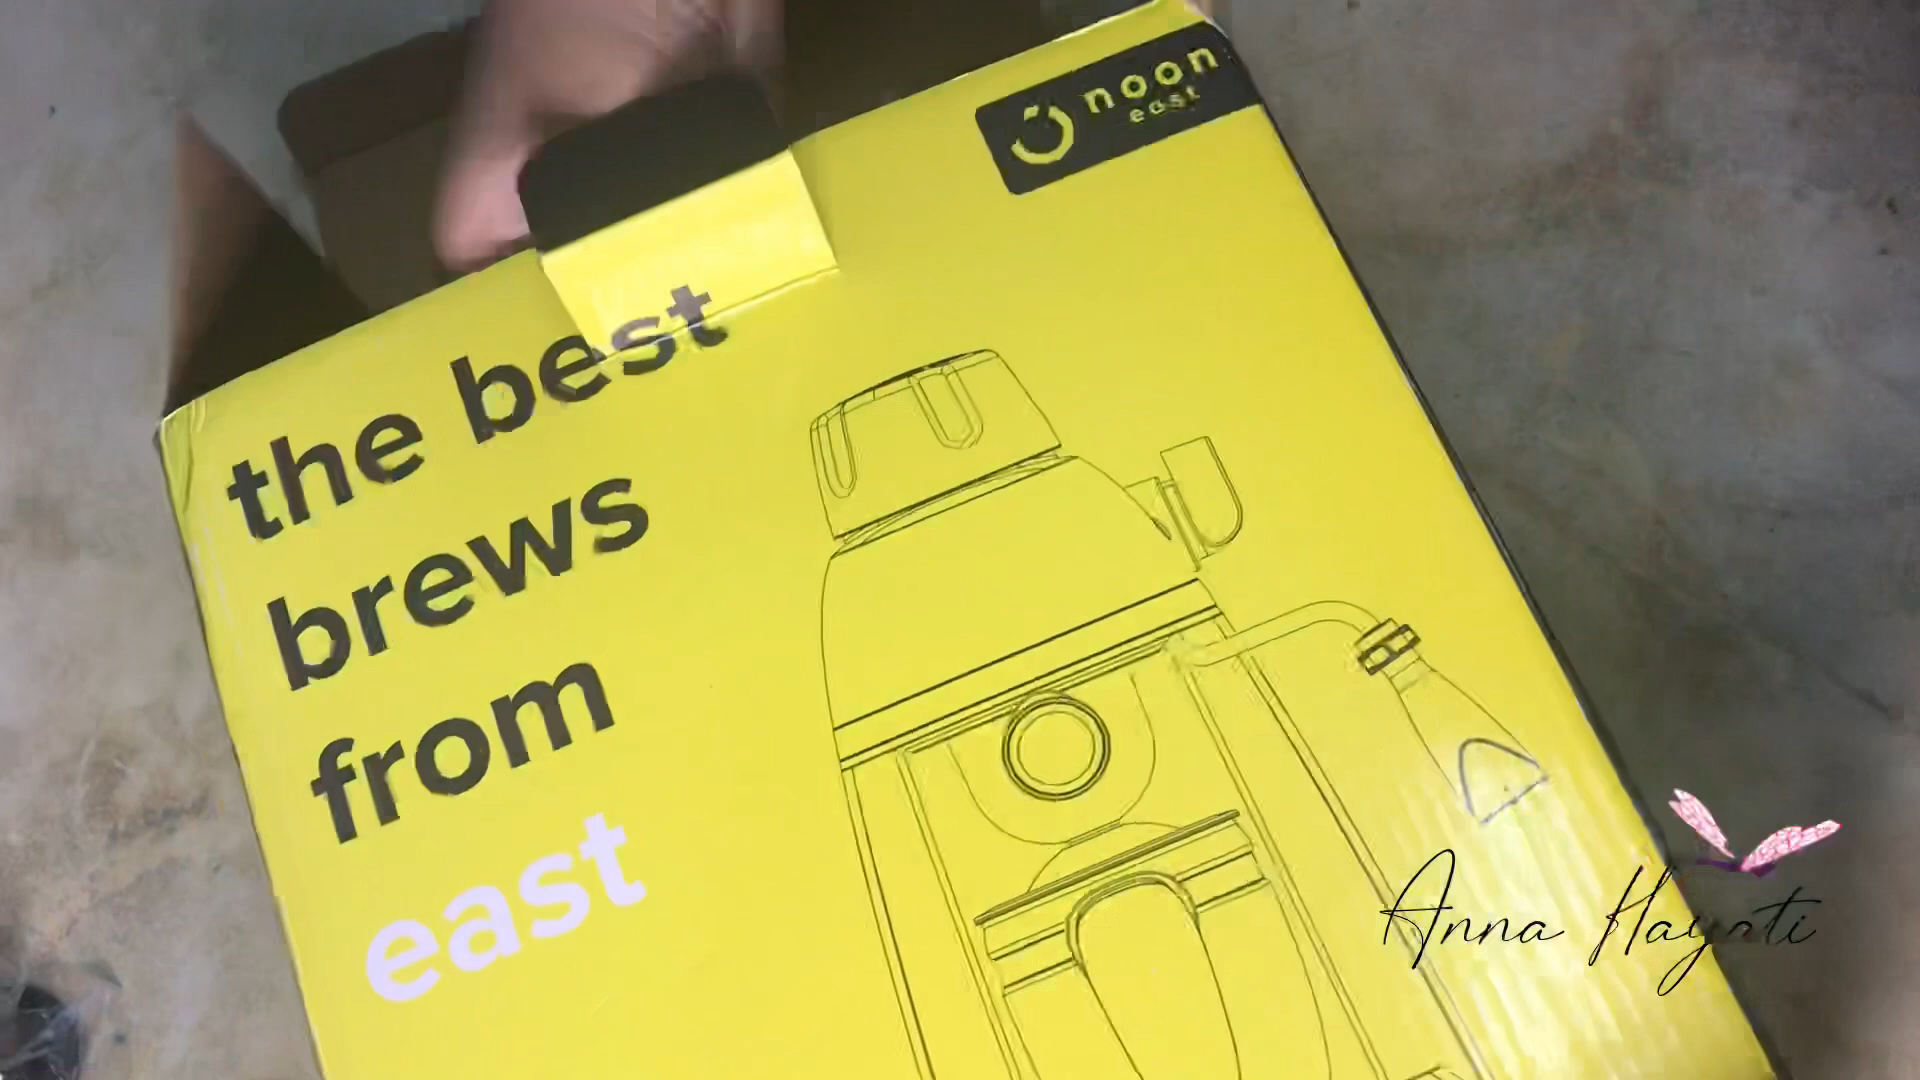 noon
east
the best
brews
from
east
Anna Hayati